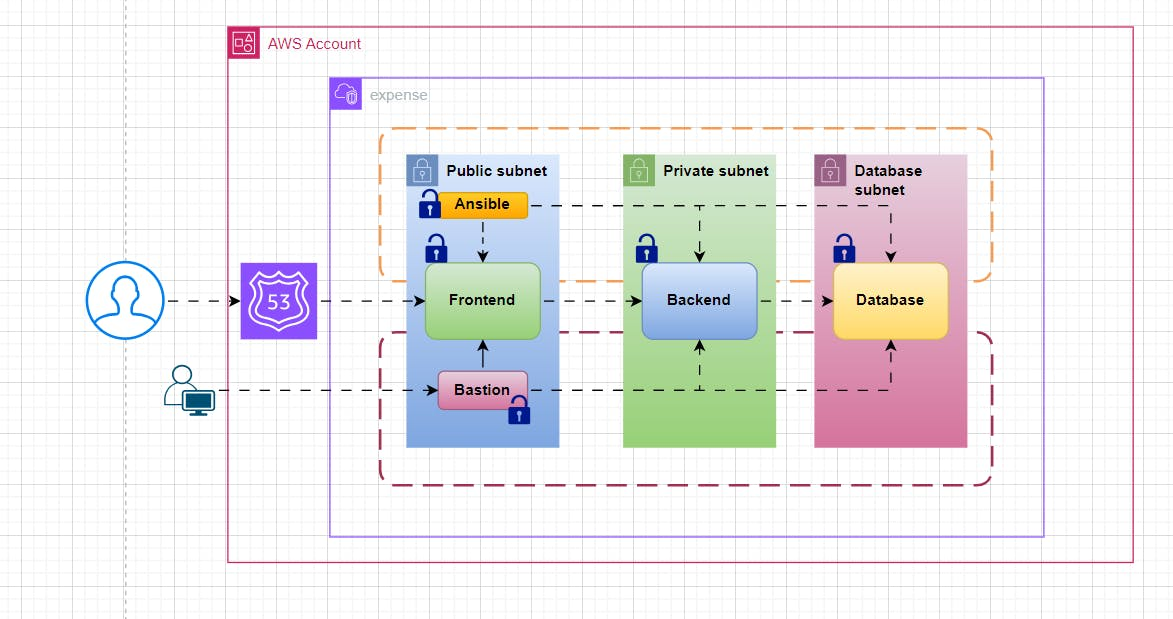 AWS Account
expense
Public subnet
Private subnet
Database
subnet
Ansible
53
Frontend
Backend
Database
Bastion